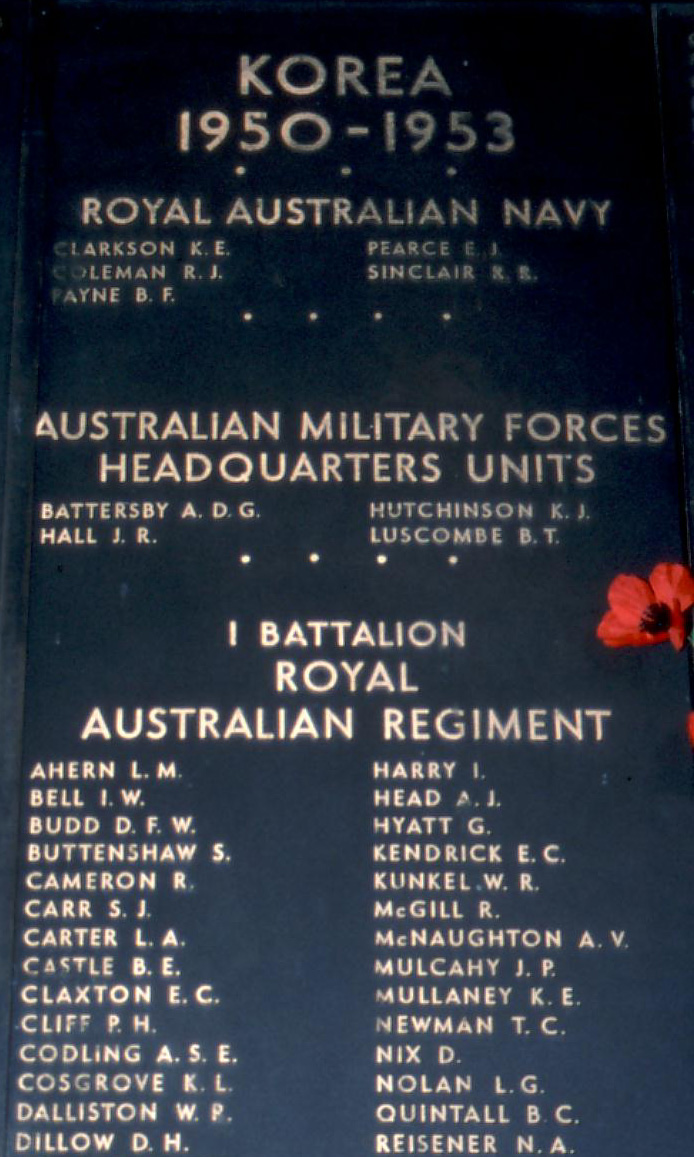 KOREA
1950-1953
ROYAL AUSTRALIAN NAVY
CLARKSON K. E.
COLEMAN R. J.
PAYNE B. F.
PEARCE E. J.
SINCLAIR R. R.
AUSTRALIAN MILITARY FORCES
HEADQUARTERS UNITS
BATTERSBY A. D. G.
HALL J. R.
HUTCHINSON K. J.
LUSCOMBE B. T.
1 BATTALION
ROYAL
AUSTRALIAN REGIMENT
AHERN L. M.
BELL I. W.
BUDD D. F. W.
BUTTENSHAW S.
CAMERON R.
CARR S. J.
CARTER L. A.
CASTLE B. E.
CLAXTON E. C.
CLIFF P. H.
CODLING A. S. E.
COSGROVE K. L.
DALLISTON W. P.
DILLOW D. H.
HARRY I.
HEAD A. J.
HYATT G.
KENDRICK E. C.
KUNKEL W. R.
McGILL R.
McNAUGHTON A. V.
MULCAHY J. P.
MULLANEY K. E.
NEWMAN T. C.
NIX D.
NOLAN L. G.
QUINTALL B. C.
REISENER N. A.